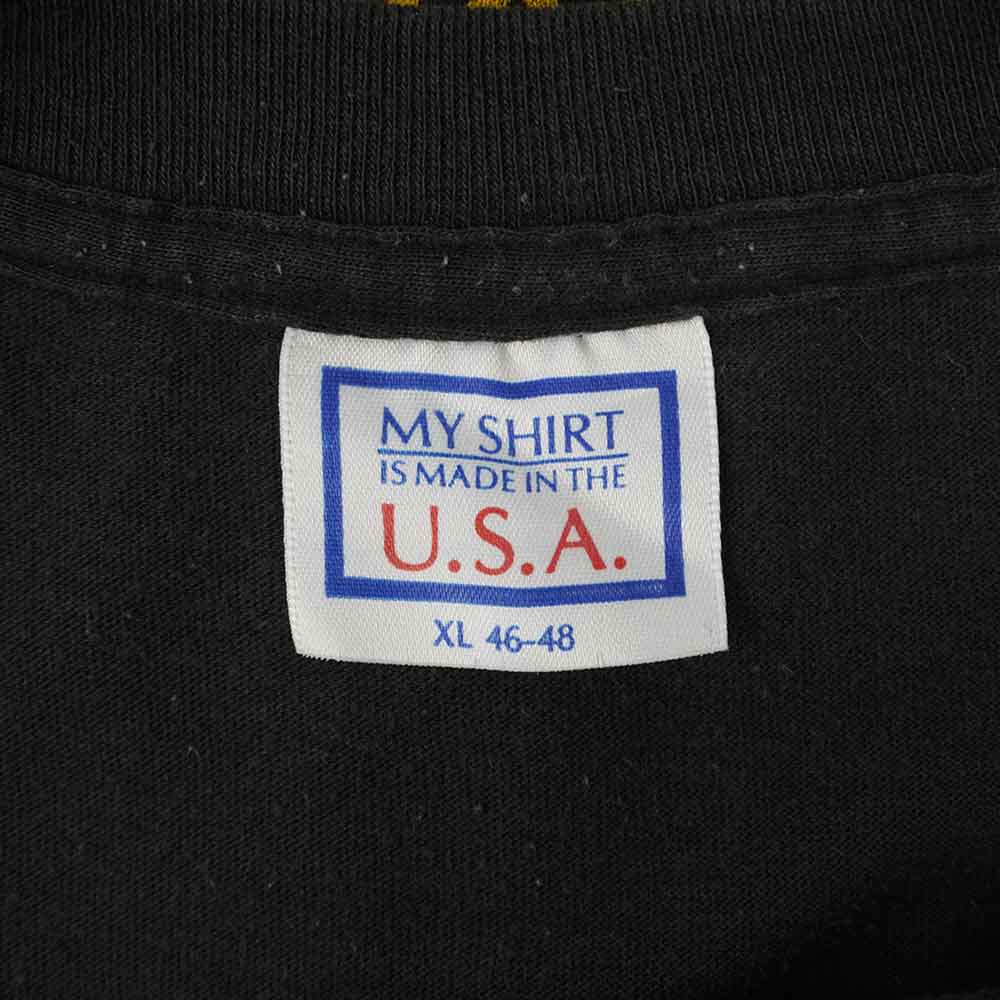 MY SHIRT
IS MADE IN THE
U.S.A.
XL 46-48